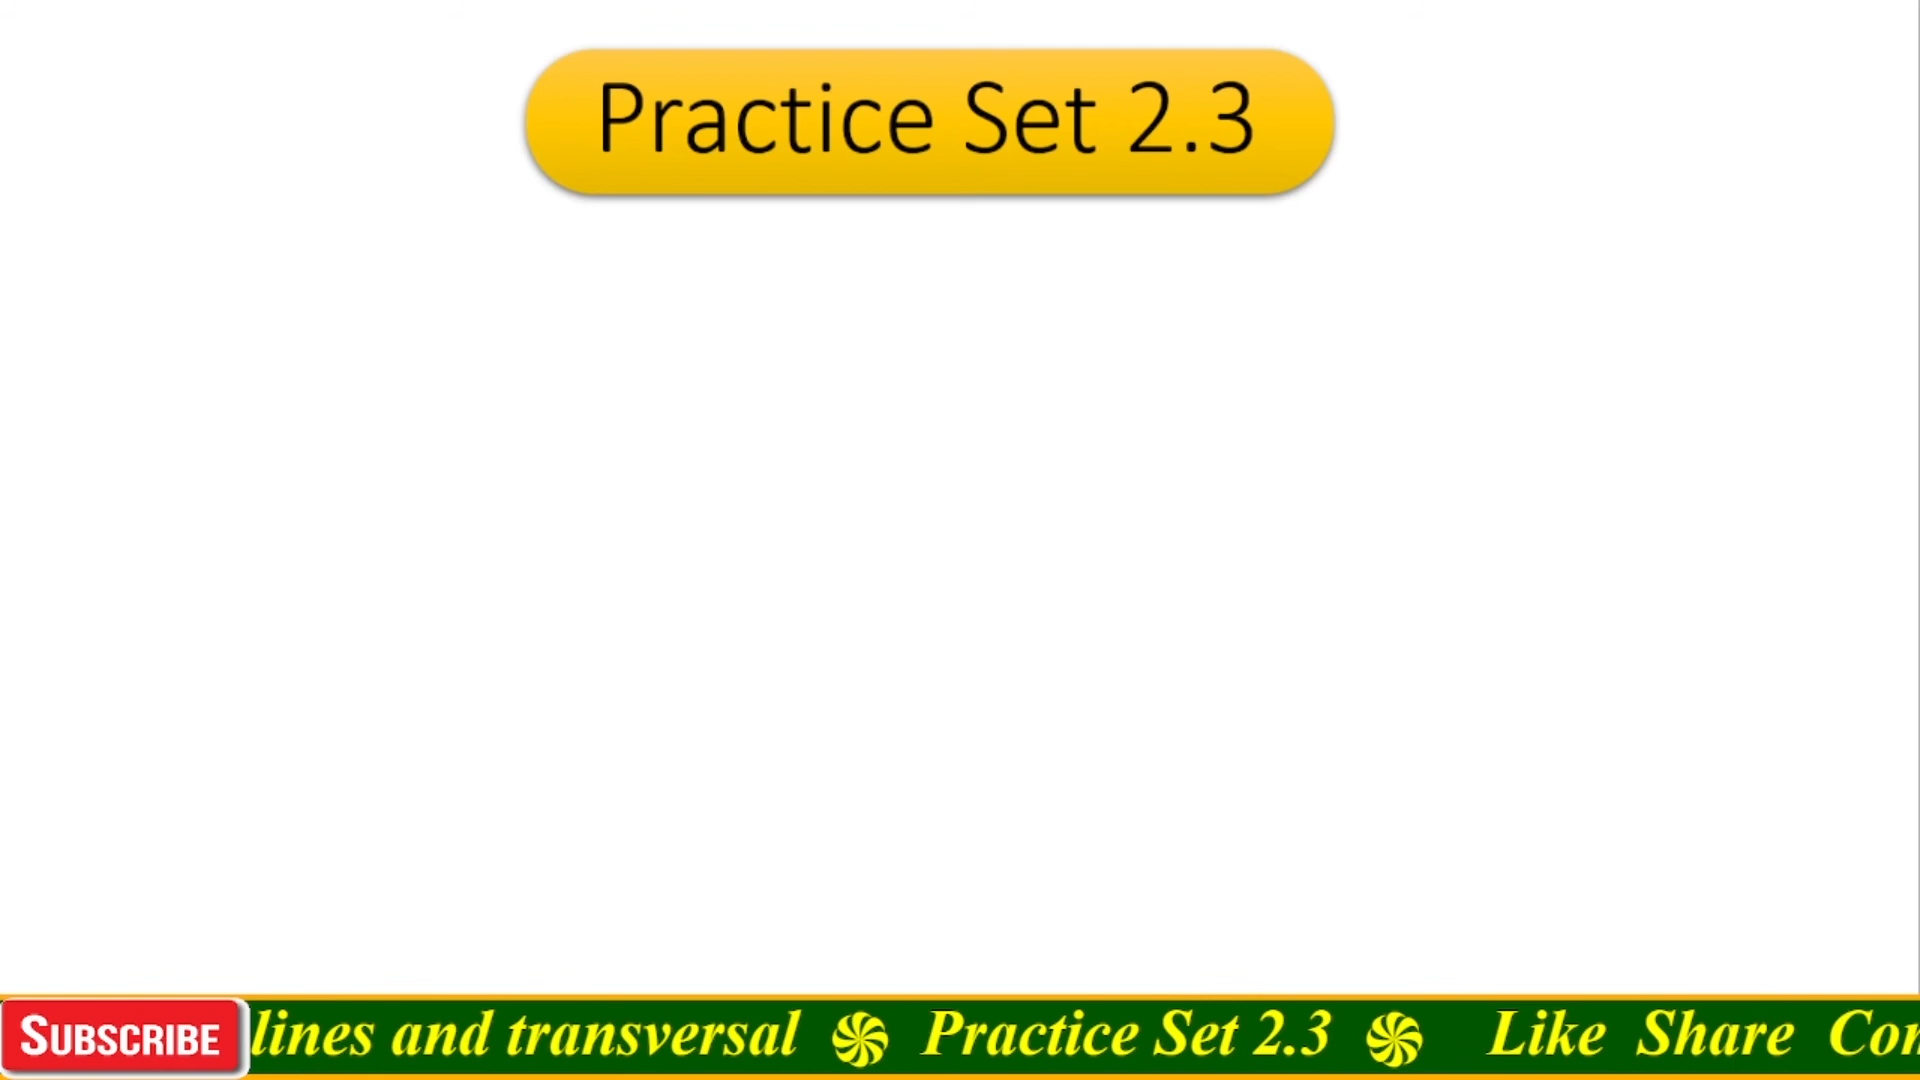 Practice Set 2.3
SUBSCRIBE lines and transversal Practice Set 2.3 Like Share